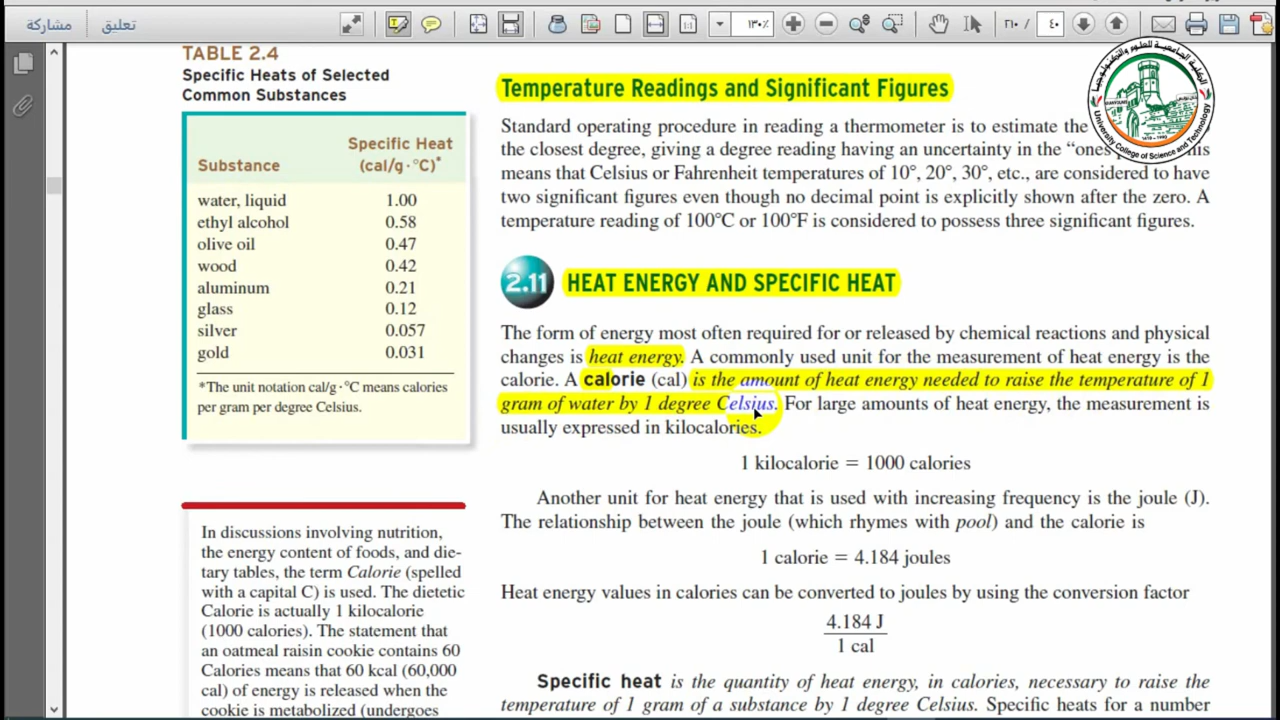 مشاركة
تعليق
١٣٠٪
٢١٠ /
٤٠
TABLE 2.4
Specific Heats of Selected
Common Substances
Substance
Specific Heat
(cal/g · °C)*
water, liquid 1.00
ethyl alcohol 0.58
olive oil 0.47
wood 0.42
aluminum 0.21
glass 0.12
silver 0.057
gold 0.031
*The unit notation cal/g · °C means calories
per gram per degree Celsius.
In discussions involving nutrition,
the energy content of foods, and die-
tary tables, the term Calorie (spelled
with a capital C) is used. The dietetic
Calorie is actually 1 kilocalorie
(1000 calories). The statement that
an oatmeal raisin cookie contains 60
Calories means that 60 kcal (60,000
cal) of energy is released when the
cookie is metabolized (undergoes
Temperature Readings and Significant Figures
Standard operating procedure in reading a thermometer is to estimate the
the closest degree, giving a degree reading having an uncertainty in the “ones
means that Celsius or Fahrenheit temperatures of 10°, 20°, 30°, etc., are considered to have
two significant figures even though no decimal point is explicitly shown after the zero. A
temperature reading of 100°C or 100°F is considered to possess three significant figures.
2.11 HEAT ENERGY AND SPECIFIC HEAT
The form of energy most often required for or released by chemical reactions and physical
changes is heat energy. A commonly used unit for the measurement of heat energy is the
calorie. A calorie (cal) is the amount of heat energy needed to raise the temperature of 1
gram of water by 1 degree Celsius. For large amounts of heat energy, the measurement is
usually expressed in kilocalories.
1 kilocalorie = 1000 calories
Another unit for heat energy that is used with increasing frequency is the joule (J).
The relationship between the joule (which rhymes with pool) and the calorie is
1 calorie = 4.184 joules
Heat energy values in calories can be converted to joules by using the conversion factor
4.184 J
1 cal
Specific heat is the quantity of heat energy, in calories, necessary to raise the
temperature of 1 gram of a substance by 1 degree Celsius. Specific heats for a number
الكلية الجامعية للعلوم والتكنولوجيا
University College of Science and Technology